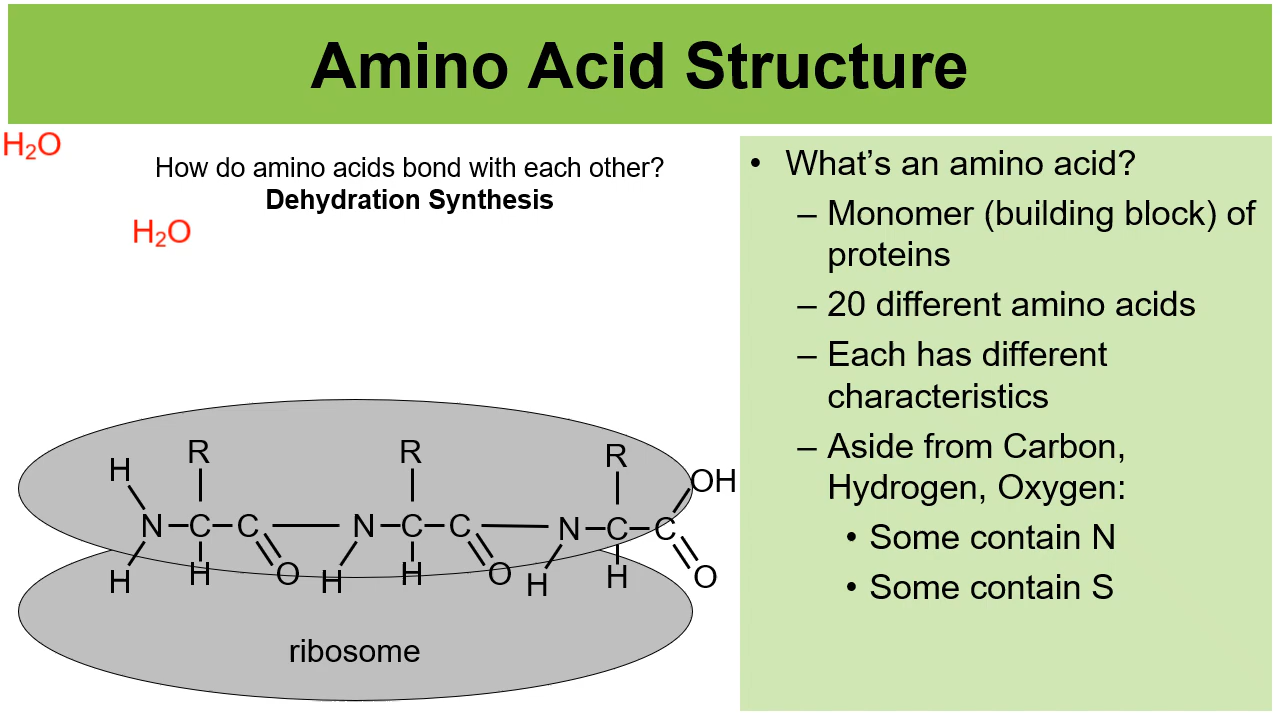 Amino Acid Structure
H₂O
How do amino acids bond with each other?
Dehydration Synthesis
H₂O
R R R
H OH
N C C N C C N C C
H H O H H O H H O
ribosome
• What's an amino acid?
– Monomer (building block) of
proteins
– 20 different amino acids
– Each has different
characteristics
– Aside from Carbon,
Hydrogen, Oxygen:
• Some contain N
• Some contain S